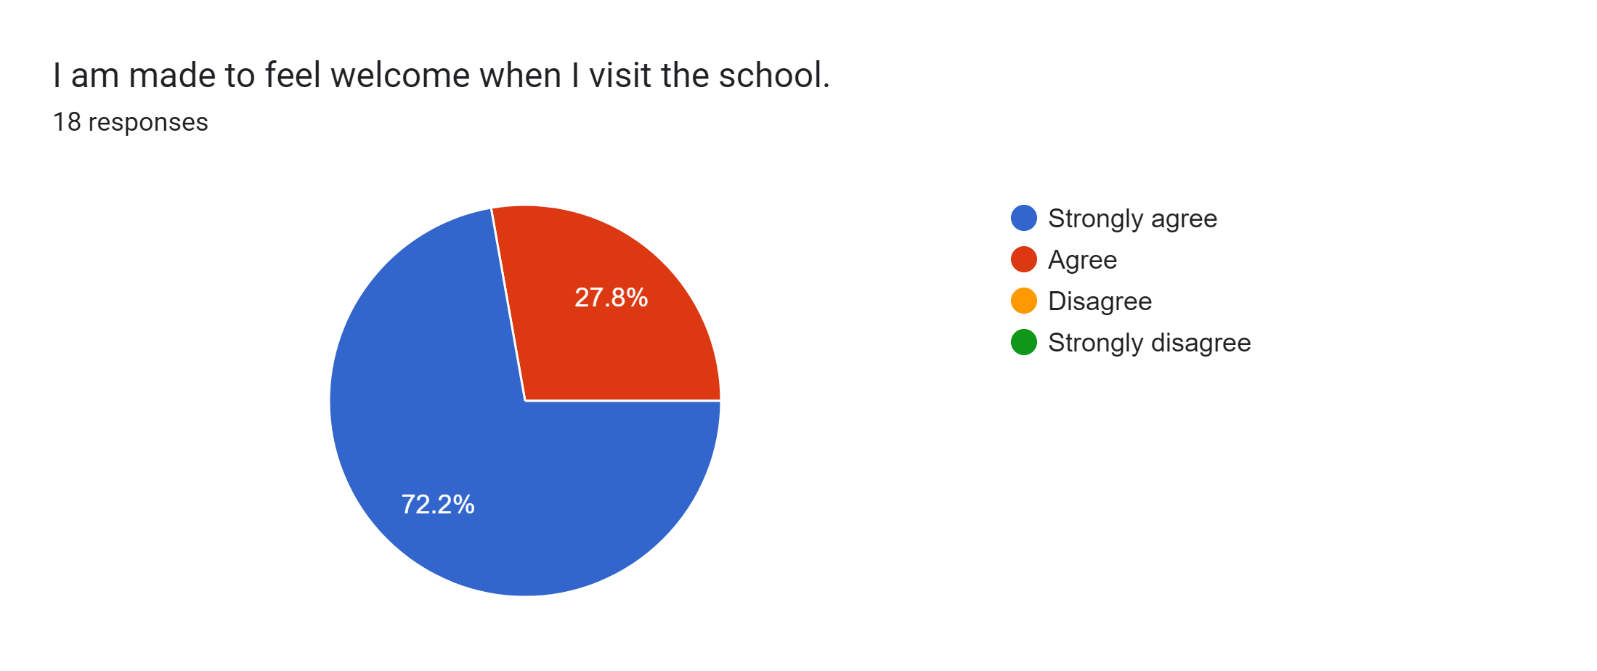 I am made to feel welcome when I visit the school.
18 responses
Strongly agree
Agree
Disagree
Strongly disagree
27.8%
72.2%